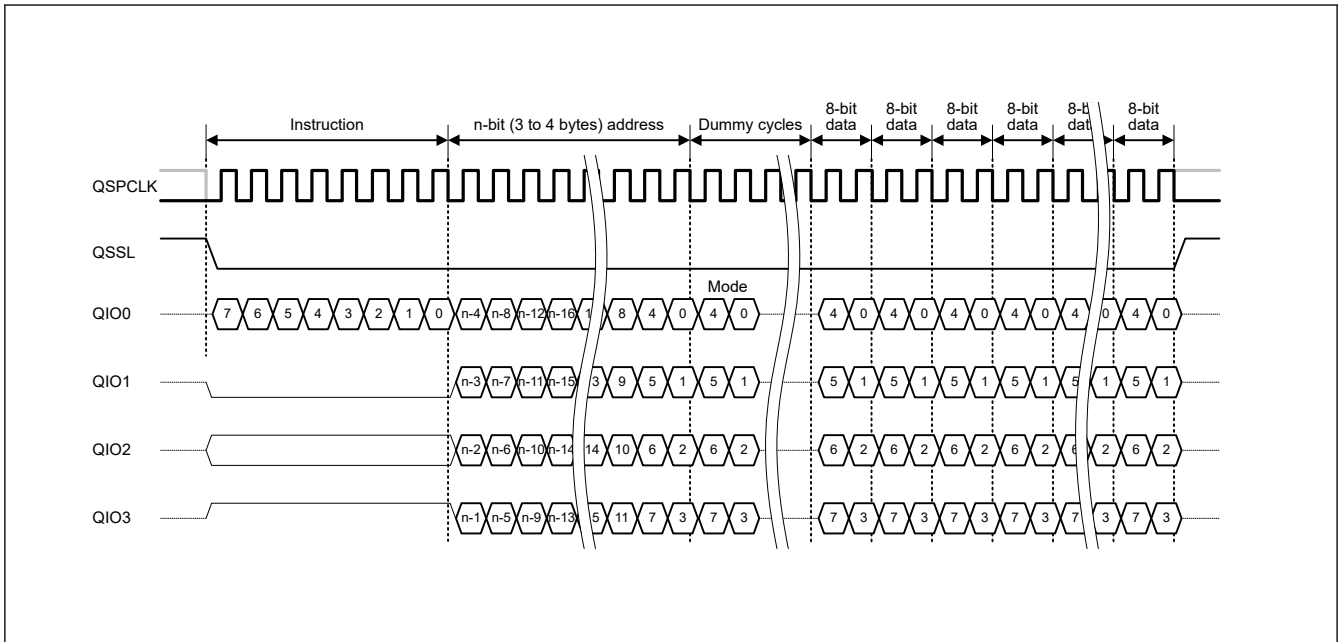 8-bit data 8-bit data 8-bit data 8-bit data 8-b dat 8-bit data
Instruction n-bit (3 to 4 bytes) address Dummy cycles
QSPCLK
QSSL
Mode
QIO0 7 6 5 4 3 2 1 0 n-4 n-8 n-12 n-16 1 8 4 0 4 0 4 0 4 0 4 0 4 0 4 0 4 0
QIO1 n-3 n-7 n-11 n-15 3 9 5 1 5 1 5 1 5 1 5 1 5 1 5 1 5 1
QIO2 n-2 n-6 n-10 n-14 14 10 6 2 6 2 6 2 6 2 6 2 6 2 6 2 6 2
QIO3 n-1 n-5 n-9 n-13 5 11 7 3 7 3 7 3 7 3 7 3 7 3 7 3 7 3